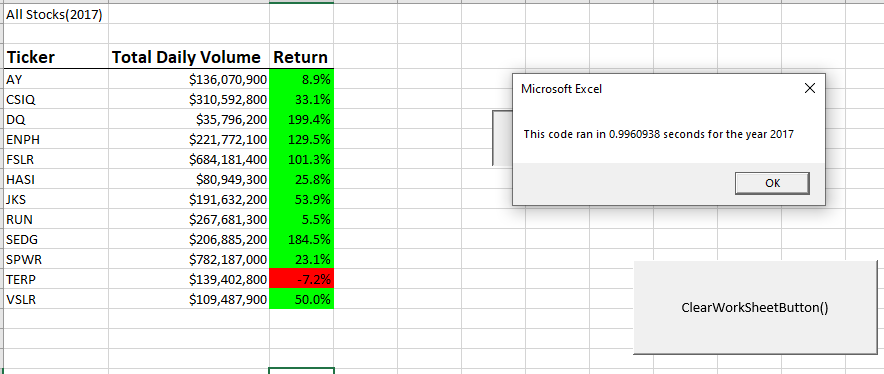 All Stocks(2017)
Ticker Total Daily Volume Return
AY $136,070,900 8.9%
CSIQ $310,592,800 33.1%
DQ $35,796,200 199.4%
ENPH $221,772,100 129.5%
FSLR $684,181,400 101.3%
HASI $80,949,300 25.8%
JKS $191,632,200 53.9%
RUN $267,681,300 5.5%
SEDG $206,885,200 184.5%
SPWR $782,187,000 23.1%
TERP $139,402,800 -7.2%
VSLR $109,487,900 50.0%
Microsoft Excel
This code ran in 0.9960938 seconds for the year 2017
OK
ClearWorkSheetButton()